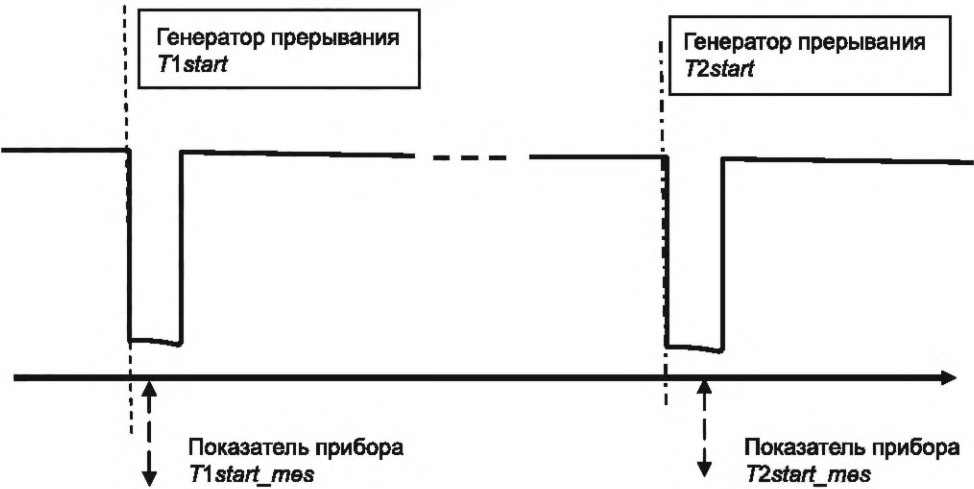 Генератор прерывания
T1start
Генератор прерывания
T2start
Показатель прибора
T1start_mes
Показатель прибора
T2start_mes